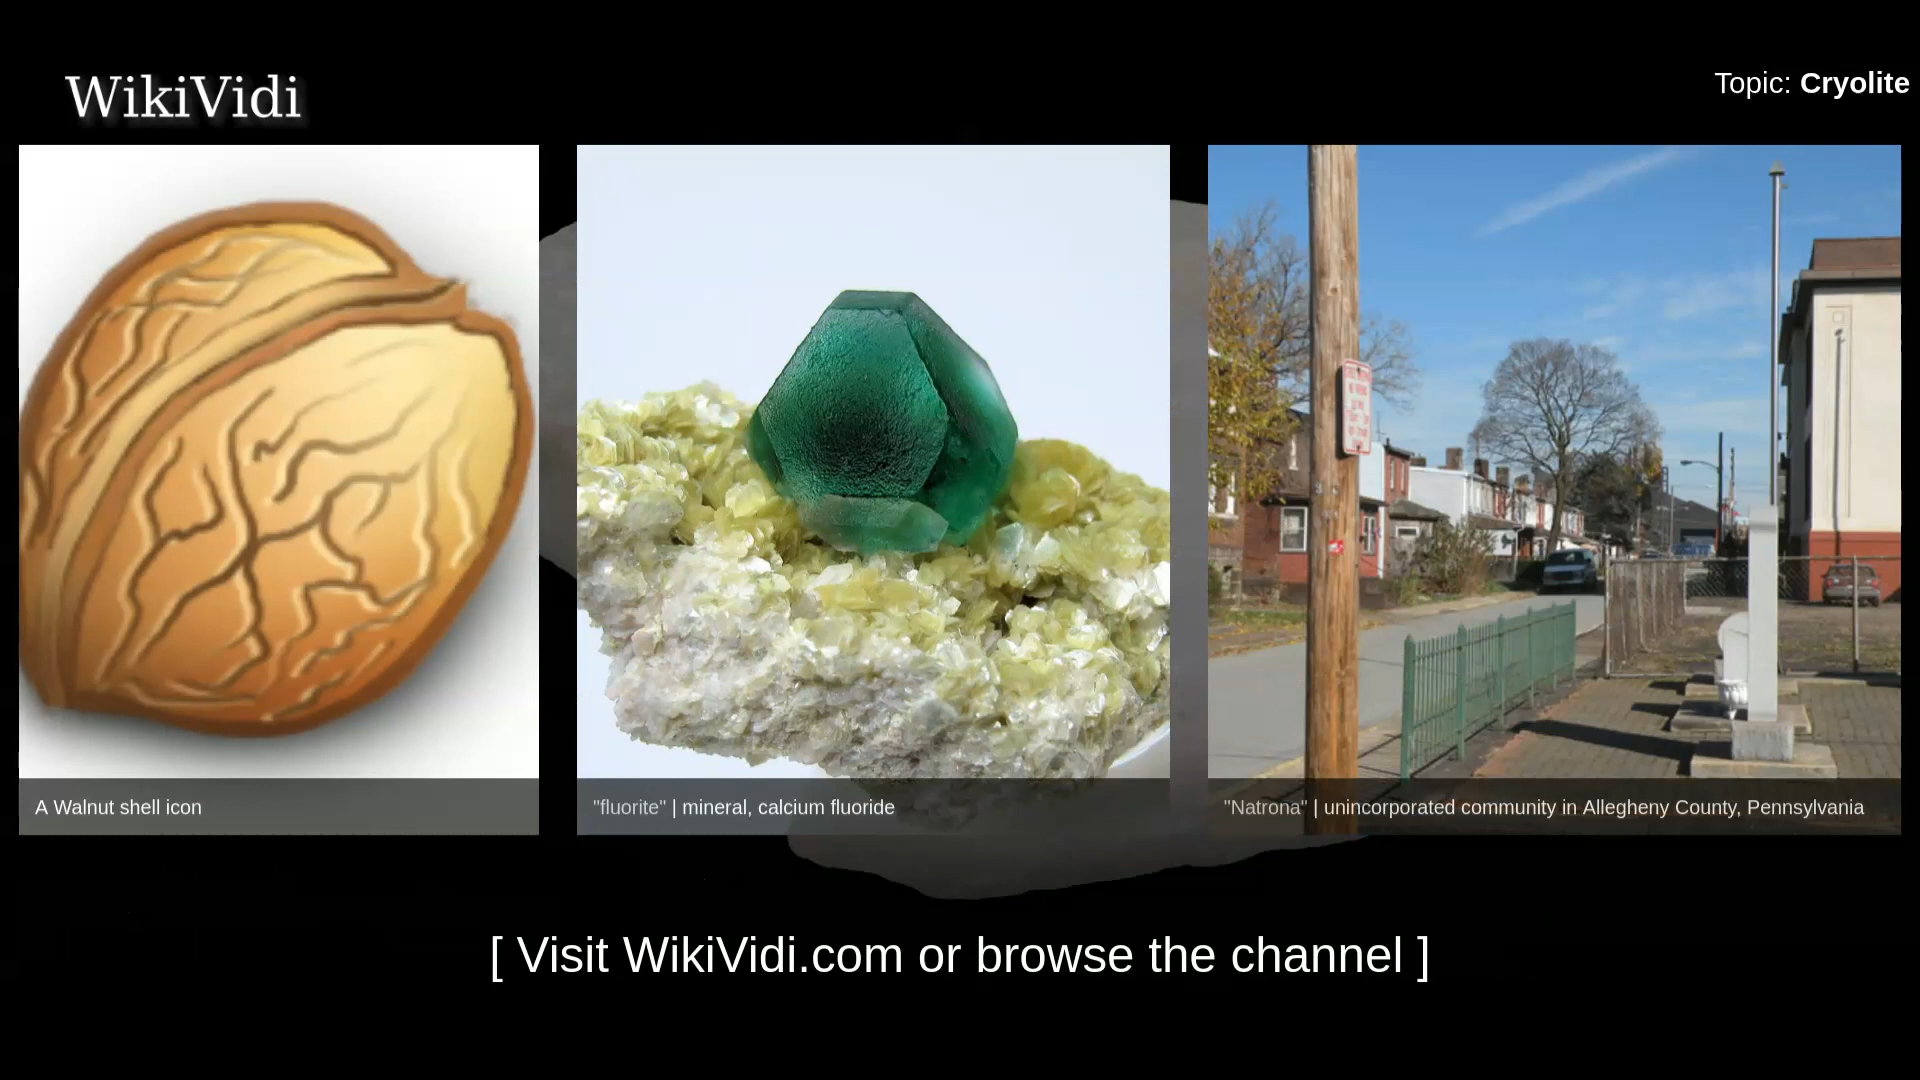 WikiVidi
Topic: Cryolite
A Walnut shell icon
"fluorite" | mineral, calcium fluoride
"Natrona" | unincorporated community in Allegheny County, Pennsylvania
[ Visit WikiVidi.com or browse the channel ]